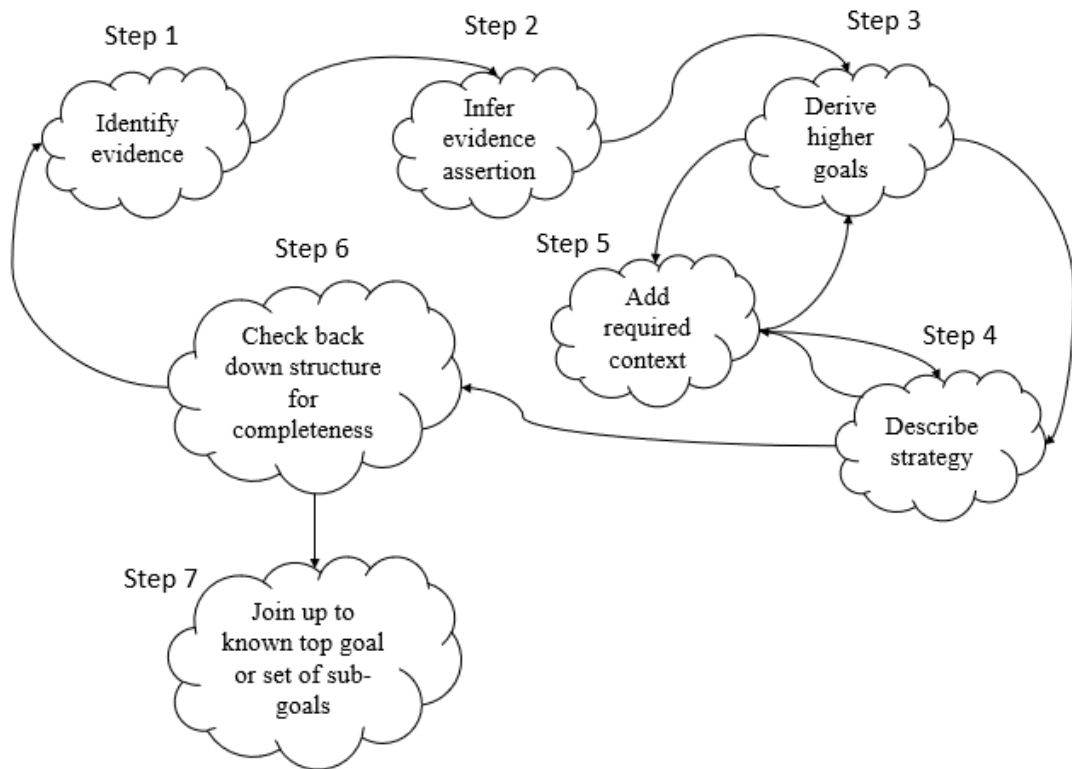 Step 1
Identify
evidence
Step 2
Infer
evidence
assertion
Step 3
Derive
higher
goals
Step 4
Describe
strategy
Step 5
Add
required
context
Step 6
Check back
down structure
for
completeness
Step 7
Join up to
known top goal
or set of sub-
goals